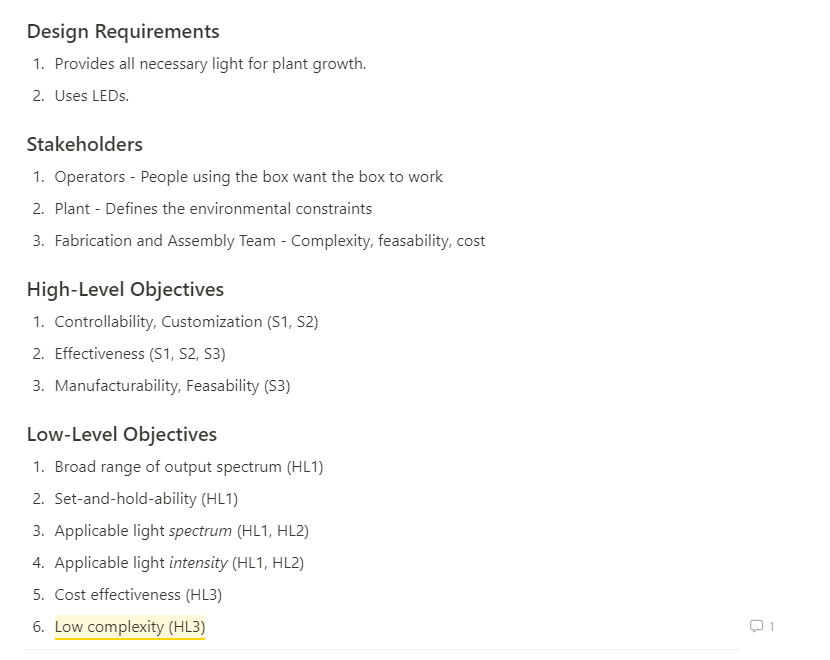 Design Requirements
1. Provides all necessary light for plant growth.
2. Uses LEDs.
Stakeholders
1. Operators - People using the box want the box to work
2. Plant - Defines the environmental constraints
3. Fabrication and Assembly Team - Complexity, feasability, cost
High-Level Objectives
1. Controllability, Customization (S1, S2)
2. Effectiveness (S1, S2, S3)
3. Manufacturability, Feasability (S3)
Low-Level Objectives
1. Broad range of output spectrum (HL1)
2. Set-and-hold-ability (HL1)
3. Applicable light spectrum (HL1, HL2)
4. Applicable light intensity (HL1, HL2)
5. Cost effectiveness (HL3)
6. Low complexity (HL3) 1